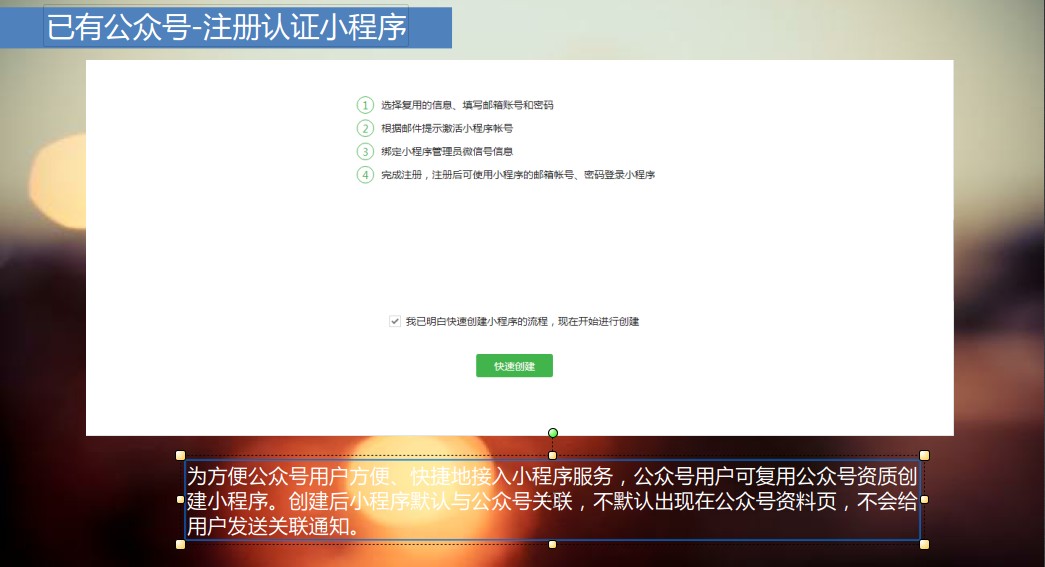 已有公众号-注册认证小程序
1 选择复用的信息、填写邮箱账号和密码
2 根据邮件提示激活小程序帐号
3 绑定小程序管理员微信号信息
4 完成注册，注册后可使用小程序的邮箱帐号、密码登录小程序
我已明白快速创建小程序的流程，现在开始进行创建
快速创建
为方便公众号用户方便、快捷地接入小程序服务，公众号用户可复用公众号资质创
建小程序。创建后小程序默认与公众号关联，不默认出现在公众号资料页，不会给
用户发送关联通知。